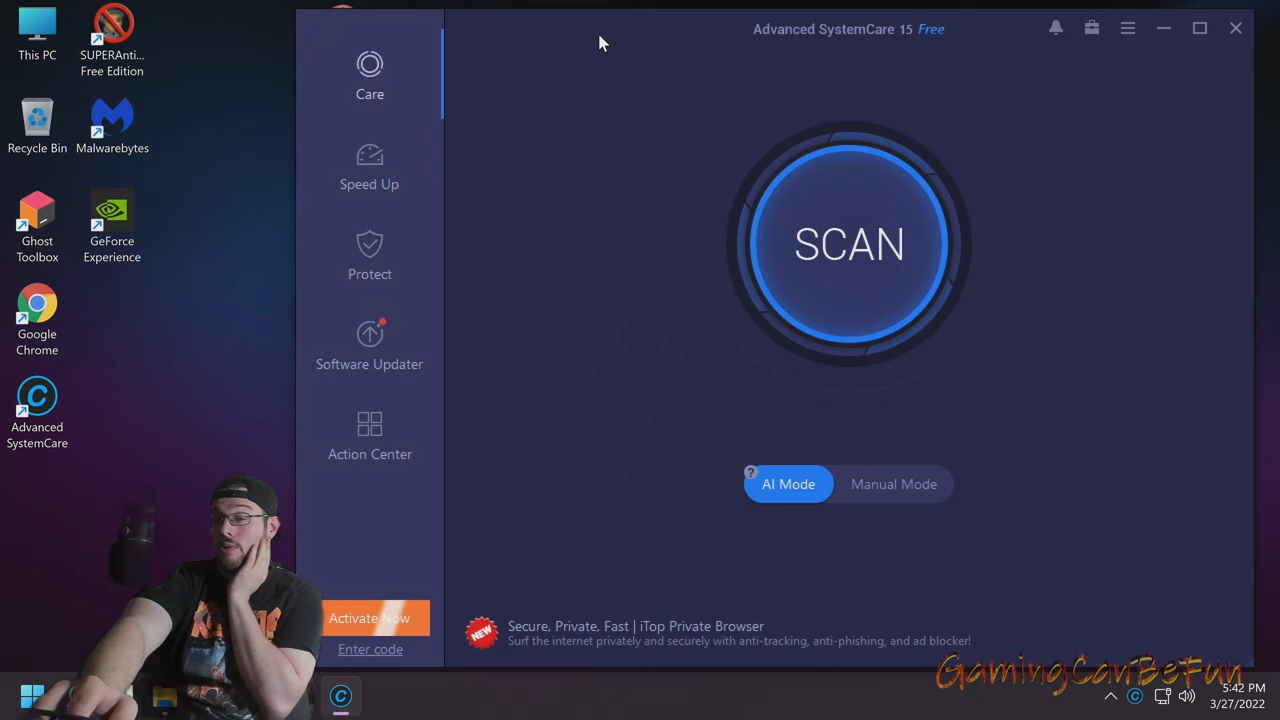 This PC
SUPERAnti...
Free Edition
Recycle Bin
Malwarebytes
Ghost
Toolbox
GeForce
Experience
Google
Chrome
Advanced
SystemCare
Advanced SystemCare 15 Free
Care
Speed Up
Protect
Software Updater
Action Center
Activate Now
Enter code
SCAN
?
AI Mode
Manual Mode
NEW
Secure, Private, Fast | iTop Private Browser
Surf the internet privately and securely with anti-tracking, anti-phishing, and ad blocker!
GamingCanBeFun
5:42 PM
3/27/2022